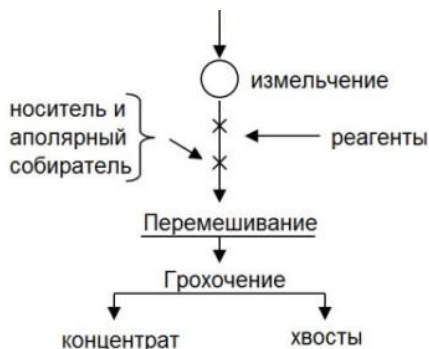 измельчение
носитель и
аполярный
собиратель
реагенты
Перемешивание
Грохочение
концентрат
хвосты